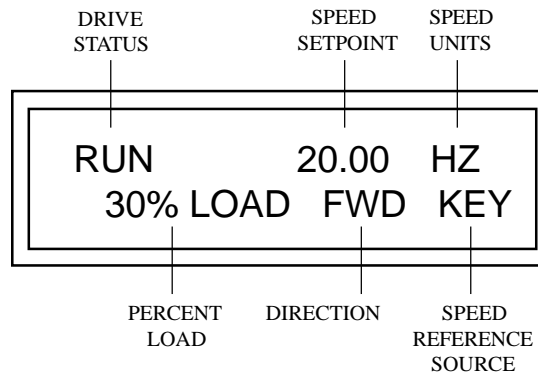 DRIVE
STATUS
SPEED
SETPOINT
SPEED
UNITS
RUN 20.00 HZ
30% LOAD FWD KEY
PERCENT
LOAD
DIRECTION
SPEED
REFERENCE
SOURCE